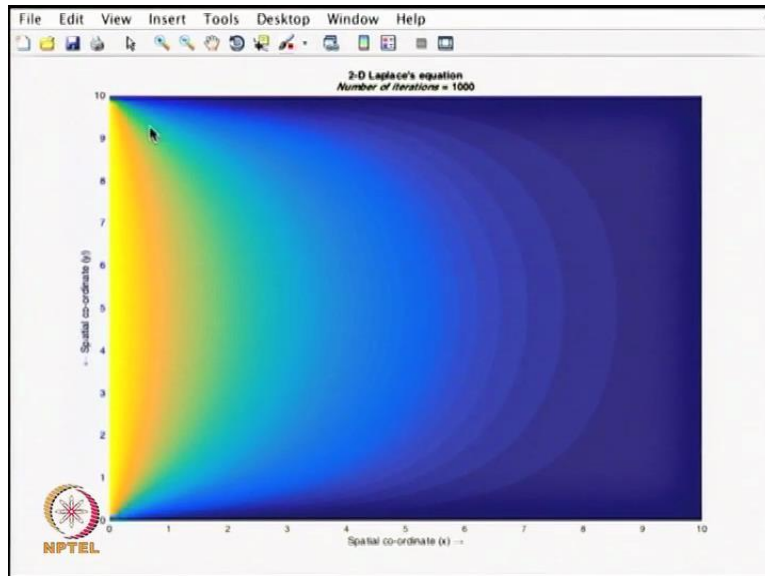 File Edit View Insert Tools Desktop Window Help
2-D Laplace's equation
Number of iterations = 1000
10
9
8
7
6
5
4
3
2
1
0
← Spatial co-ordinate (y) →
0 1 2 3 4 5 6 7 8 9 10
Spatial co-ordinate (x) →
NPTEL